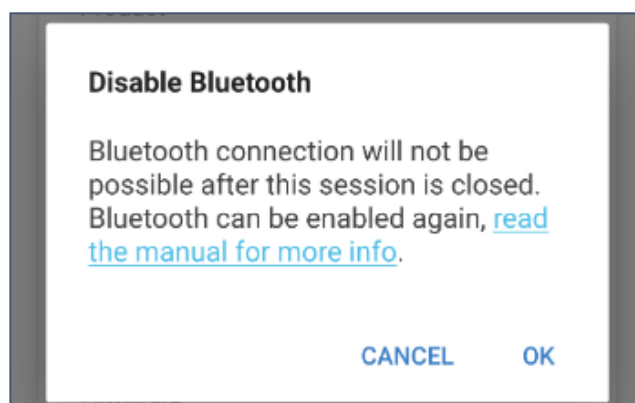 Disable Bluetooth
Bluetooth connection will not be
possible after this session is closed.
Bluetooth can be enabled again, read
the manual for more info.
CANCEL OK